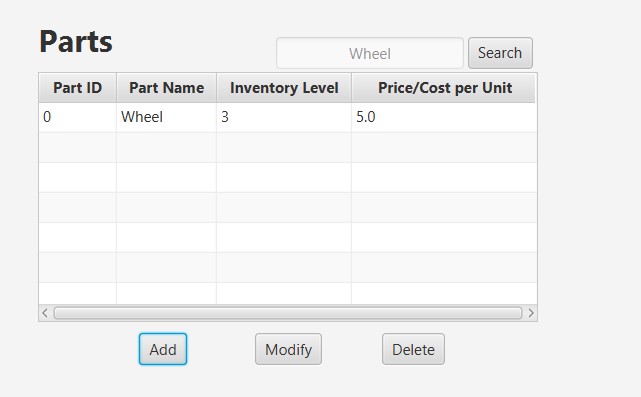 Parts
Wheel Search
Part ID Part Name Inventory Level Price/Cost per Unit
0 Wheel 3 5.0
Add Modify Delete